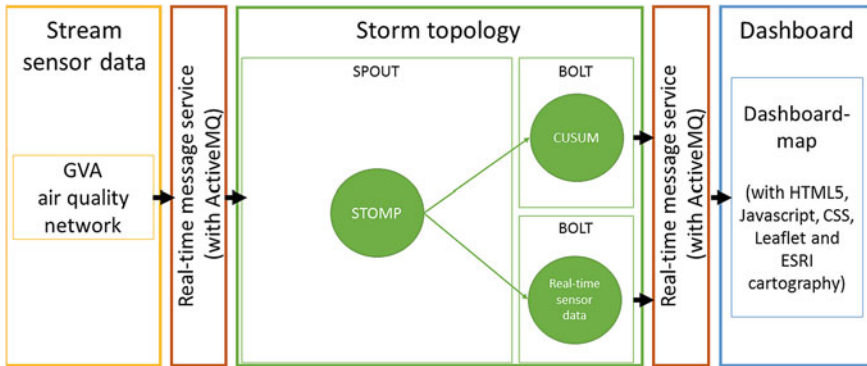 Stream
sensor data
GVA
air quality
network
Real-time message service
(with ActiveMQ)
Storm topology
SPOUT
STOMP
BOLT
CUSUM
BOLT
Real-time
sensor
data
Real-time message service
(with ActiveMQ)
Dashboard
Dashboard-
map
(with HTML5,
Javascript, CSS,
Leaflet and
ESRI
cartography)